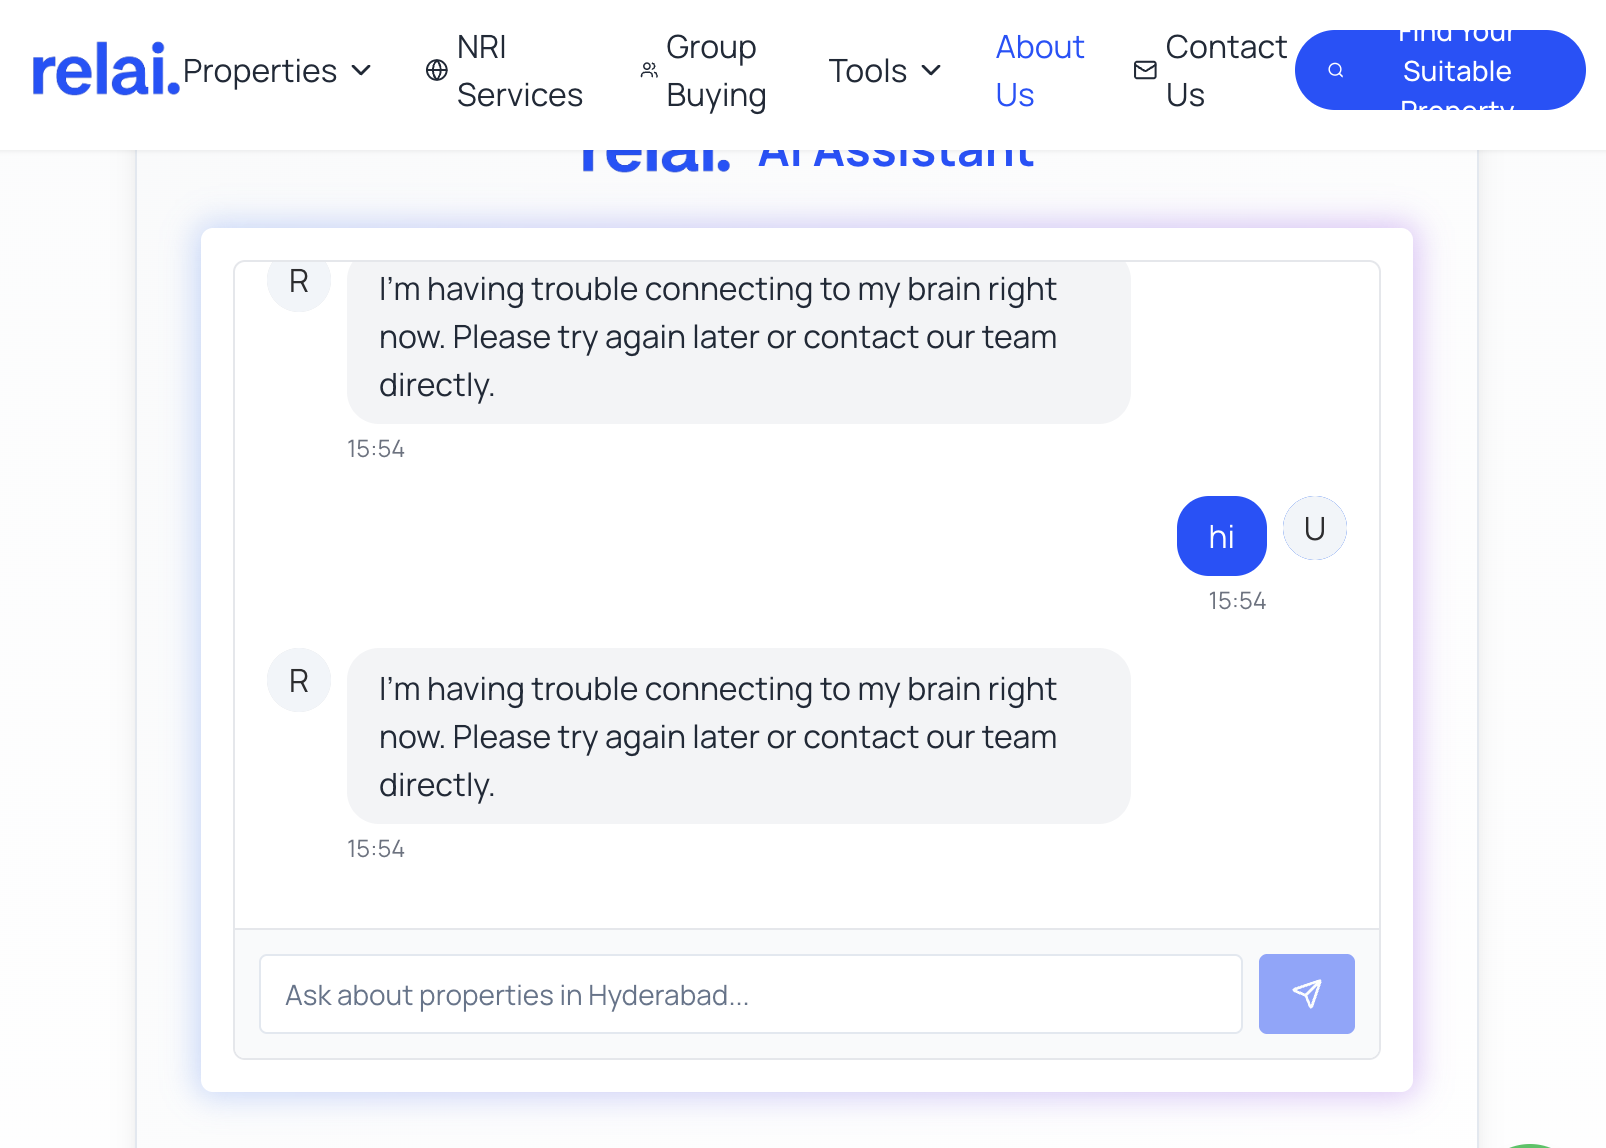 relai.
Properties
NRI
Services
Group
Buying
Tools
About
Us
Contact
Us
Find Your
Suitable
Property
relai. AI Assistant
R
I'm having trouble connecting to my brain right
now. Please try again later or contact our team
directly.
15:54
hi
U
15:54
R
I'm having trouble connecting to my brain right
now. Please try again later or contact our team
directly.
15:54
Ask about properties in Hyderabad...